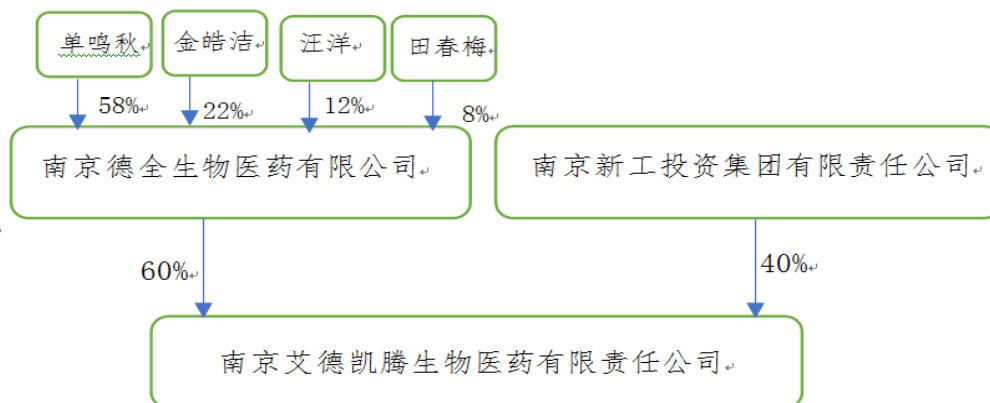 单鸣秋
金皓洁
汪洋
田春梅
58%
22%
12%
8%
南京德全生物医药有限公司
南京新工投资集团有限责任公司
60%
40%
南京艾德凯腾生物医药有限责任公司